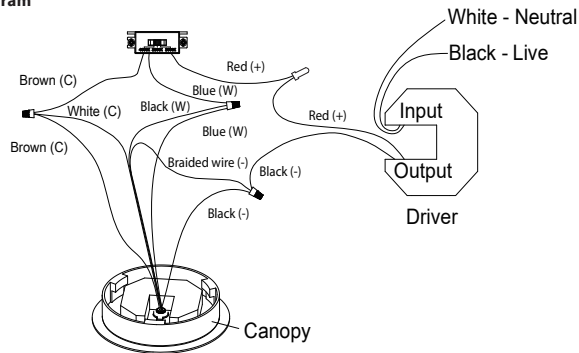 ram
White - Neutral
Black - Live
Red (+)
Brown (C)
Blue (W)
White (C)
Black (W)
Red (+)
Input
Blue (W)
Brown (C)
Braided wire (-)
Black (-)
Output
Black (-)
Driver
Canopy